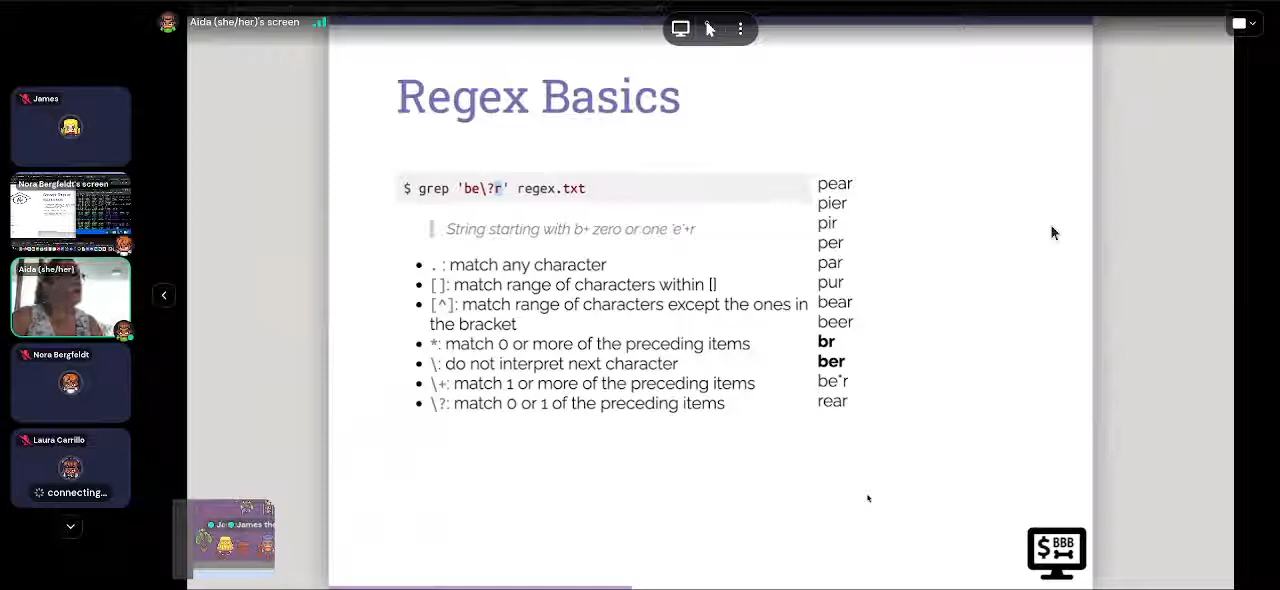 Aida (she/her)'s screen
James
Nora Bergfeldt's screen
Aida (she/her)
Nora Bergfeldt
Laura Carrillo
connecting...
Regex Basics
$ grep 'be\?r' regex.txt
String starting with b+ zero or one 'e'+r
• . : match any character
• []: match range of characters within []
• [^]: match range of characters except the ones in
the bracket
• *: match 0 or more of the preceding items
• \: do not interpret next character
• \+: match 1 or more of the preceding items
• \?: match 0 or 1 of the preceding items
pear
pier
pir
per
par
pur
bear
beer
br
ber
be*r
rear
James the
$ BBB